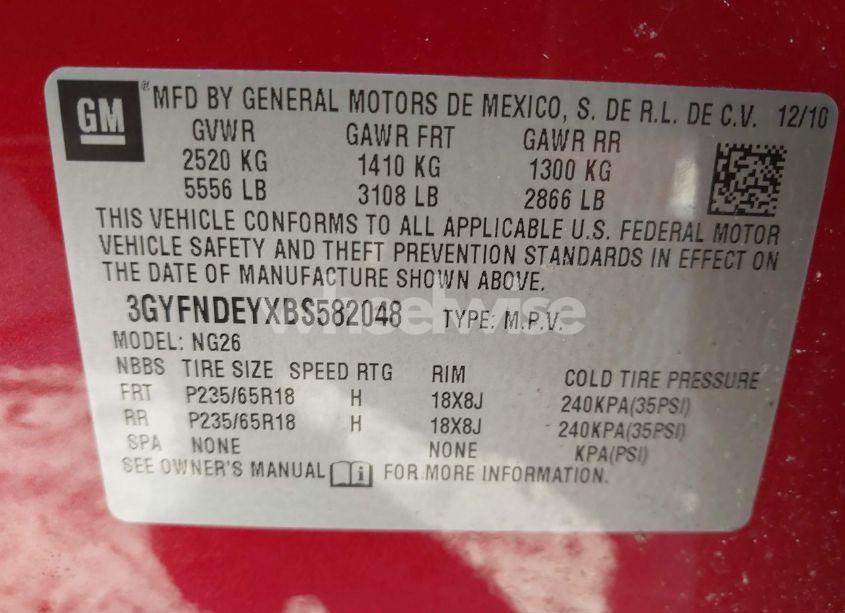 GM ® MFD BY GENERAL MOTORS DE MEXICO, S. DE R.L. DE C.V. 12/10
GVWR GAWR FRT GAWR RR
2520 KG 1410 KG 1300 KG
5556 LB 3108 LB 2866 LB
THIS VEHICLE CONFORMS TO ALL APPLICABLE U.S. FEDERAL MOTOR
VEHICLE SAFETY AND THEFT PREVENTION STANDARDS IN EFFECT ON
THE DATE OF MANUFACTURE SHOWN ABOVE.
3GYFNDEYXBS582048 TYPE: M.P.V.
MODEL: NG26
NBBS TIRE SIZE SPEED RTG RIM COLD TIRE PRESSURE
FRT P235/65R18 H 18X8J 240KPA(35PSI)
RR P235/65R18 H 18X8J 240KPA(35PSI)
SPA NONE NONE KPA(PSI)
SEE OWNER'S MANUAL i FOR MORE INFORMATION.